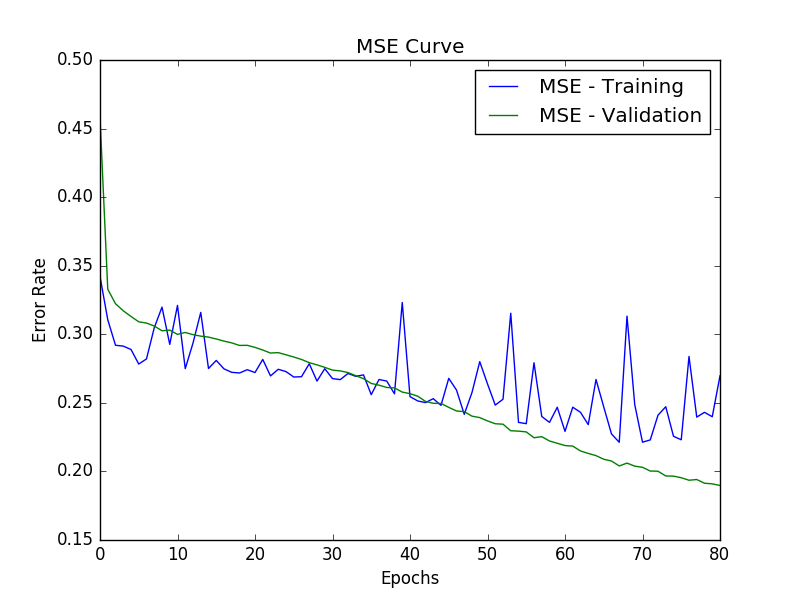 MSE Curve
MSE - Training
MSE - Validation
0.50
0.45
0.40
0.35
0.30
0.25
0.20
0.15
Error Rate
0 10 20 30 40 50 60 70 80
Epochs